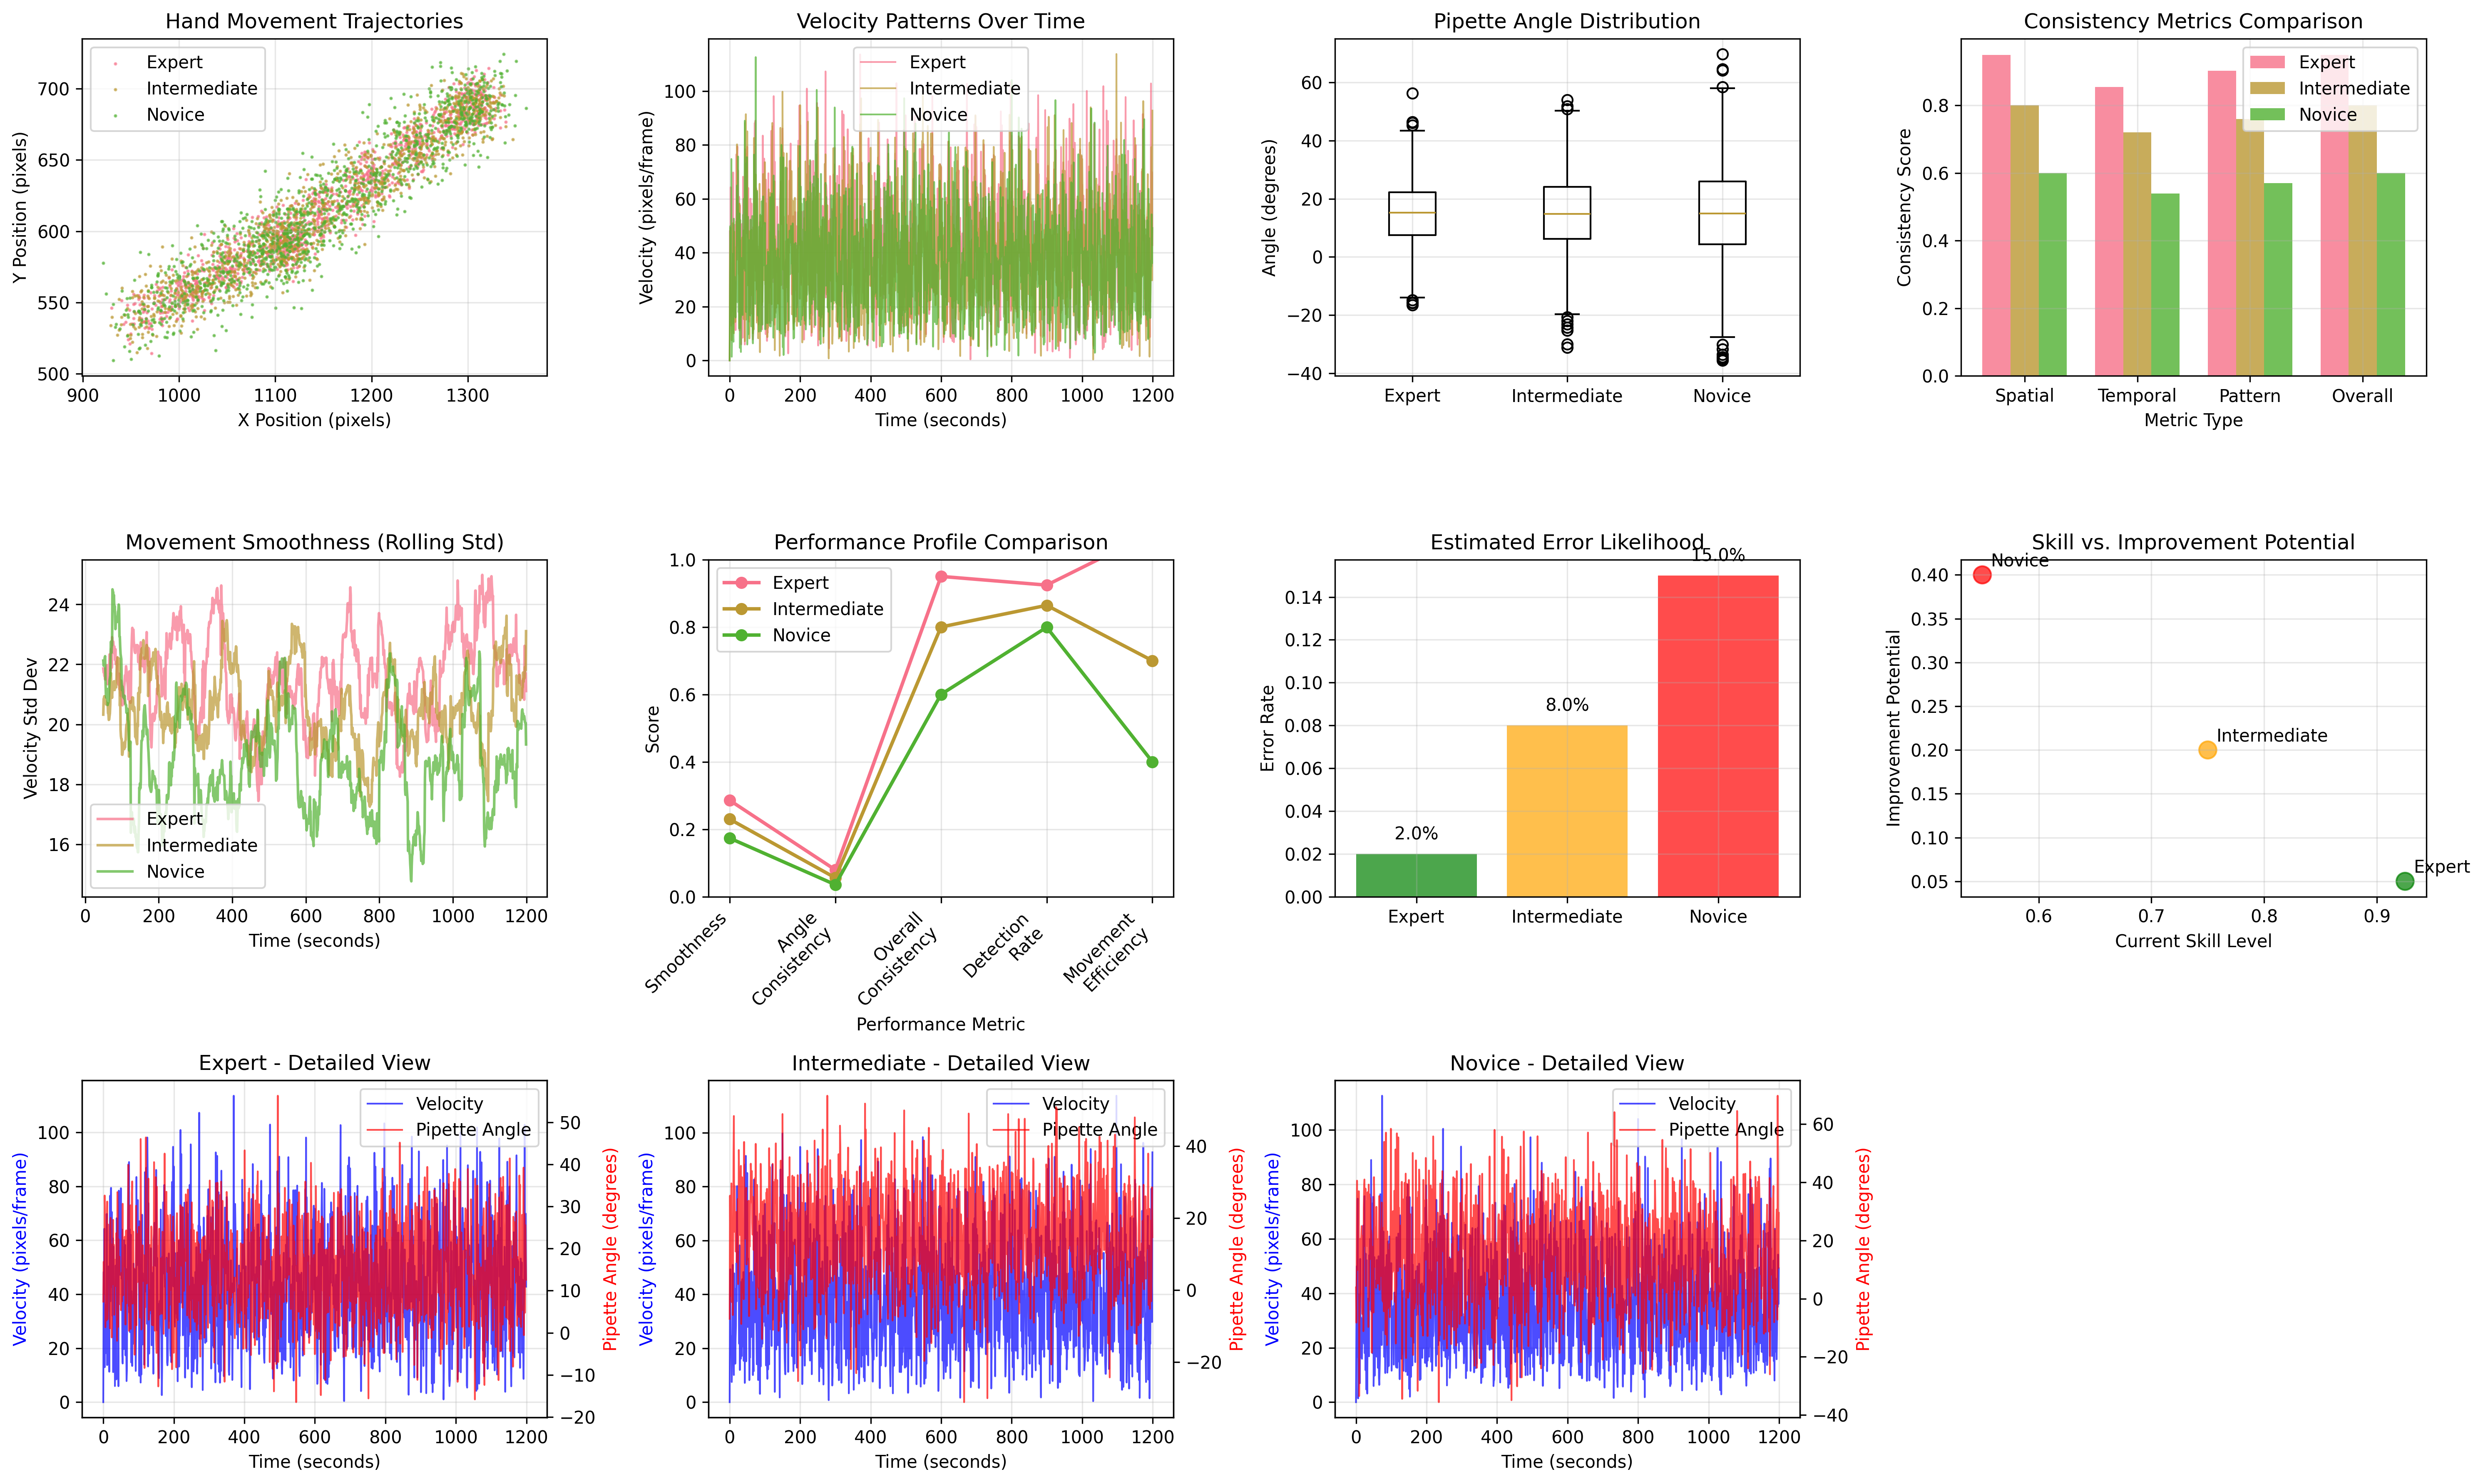 Hand Movement Trajectories
Expert
Intermediate
Novice
700
650
600
550
500
Y Position (pixels)
900 1000 1100 1200 1300
X Position (pixels)
Velocity Patterns Over Time
Expert
Intermediate
Novice
100
80
60
40
20
0
Velocity (pixels/frame)
0 200 400 600 800 1000 1200
Time (seconds)
Pipette Angle Distribution
60
40
20
0
−20
−40
Angle (degrees)
Expert Intermediate Novice
Consistency Metrics Comparison
Expert
Intermediate
Novice
0.8
0.6
0.4
0.2
0.0
Consistency Score
Spatial Temporal Pattern Overall
Metric Type
Movement Smoothness (Rolling Std)
24
22
20
18
16
Velocity Std Dev
Expert
Intermediate
Novice
0 200 400 600 800 1000 1200
Time (seconds)
Performance Profile Comparison
Expert
Intermediate
Novice
1.0
0.8
0.6
0.4
0.2
0.0
Score
Smoothness
Angle
Consistency
Overall
Consistency
Detection
Rate
Movement
Efficiency
Performance Metric
Estimated Error Likelihood
15.0%
8.0%
2.0%
0.14
0.12
0.10
0.08
0.06
0.04
0.02
0.00
Error Rate
Expert Intermediate Novice
Skill vs. Improvement Potential
Novice
Intermediate
Expert
0.40
0.35
0.30
0.25
0.20
0.15
0.10
0.05
Improvement Potential
0.6 0.7 0.8 0.9
Current Skill Level
Expert - Detailed View
Velocity
Pipette Angle
100
80
60
40
20
0
Velocity (pixels/frame)
50
40
30
20
10
0
−10
−20
Pipette Angle (degrees)
0 200 400 600 800 1000 1200
Time (seconds)
Intermediate - Detailed View
Velocity
Pipette Angle
100
80
60
40
20
0
Velocity (pixels/frame)
40
20
0
−20
Pipette Angle (degrees)
0 200 400 600 800 1000 1200
Time (seconds)
Novice - Detailed View
Velocity
Pipette Angle
100
80
60
40
20
0
Velocity (pixels/frame)
60
40
20
0
−20
−40
Pipette Angle (degrees)
0 200 400 600 800 1000 1200
Time (seconds)